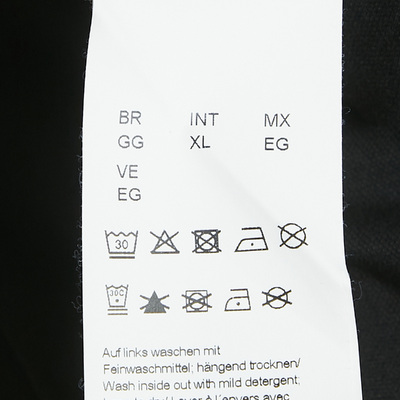 BR INT MX
GG XL EG
VE
EG
30
30C
Auf links waschen mit
Feinwaschmittel; hängend trocknen/
Wash inside out with mild detergent;